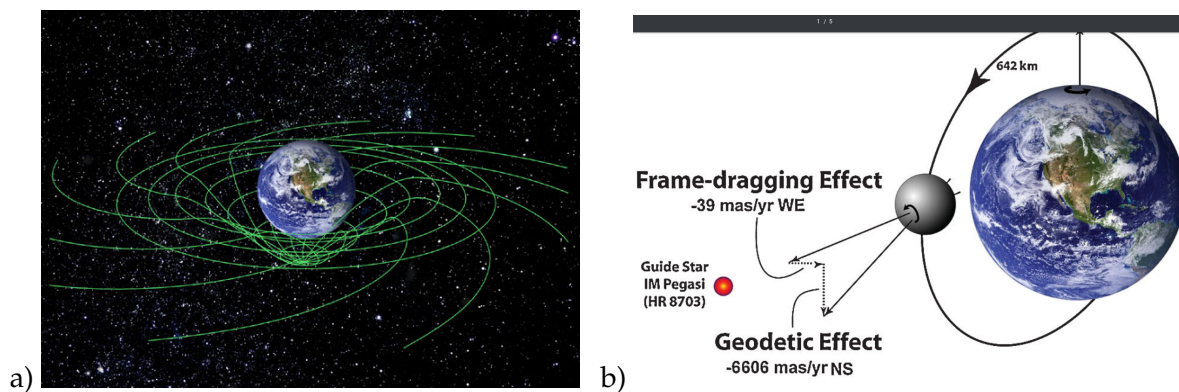 a)
b)
1 / 5
642 km
Frame-dragging Effect
-39 mas/yr WE
Guide Star
IM Pegasi
(HR 8703)
Geodetic Effect
-6606 mas/yr NS